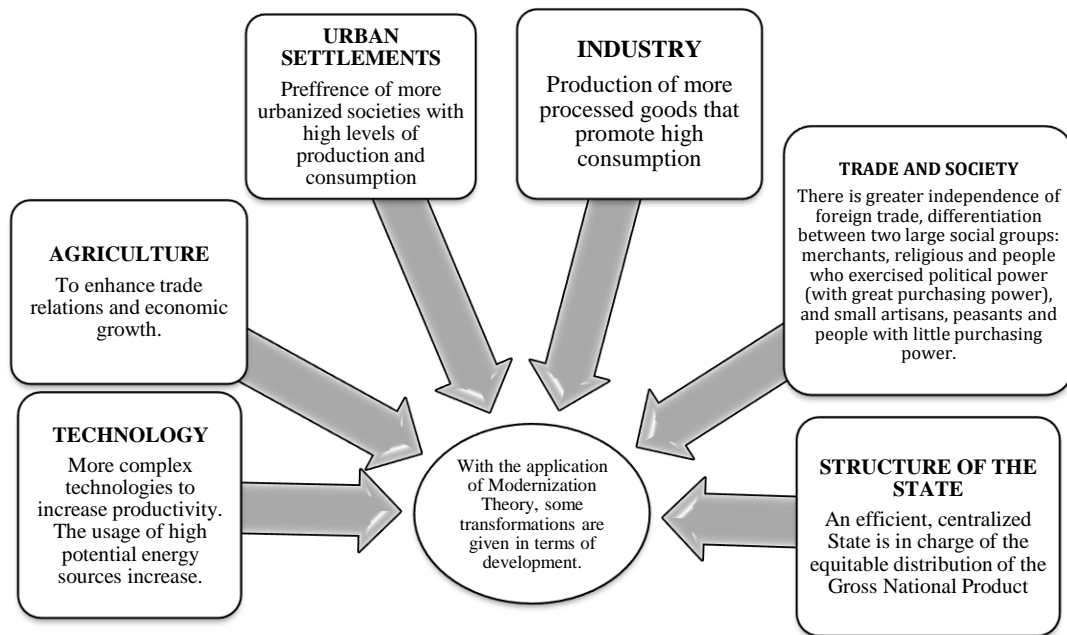 URBAN
SETTLEMENTS
Preffrence of more
urbanized societies with
high levels of
production and
consumption
INDUSTRY
Production of more
processed goods that
promote high
consumption
TRADE AND SOCIETY
There is greater independence of
foreign trade, differentiation
between two large social groups:
merchants, religious and people
who exercised political power
(with great purchasing power),
and small artisans, peasants and
people with little purchasing
power.
AGRICULTURE
To enhance trade
relations and economic
growth.
TECHNOLOGY
More complex
technologies to
increase productivity.
The usage of high
potential energy
sources increase.
With the application
of Modernization
Theory, some
transformations are
given in terms of
development.
STRUCTURE OF THE
STATE
An efficient, centralized
State is in charge of the
equitable distribution of the
Gross National Product